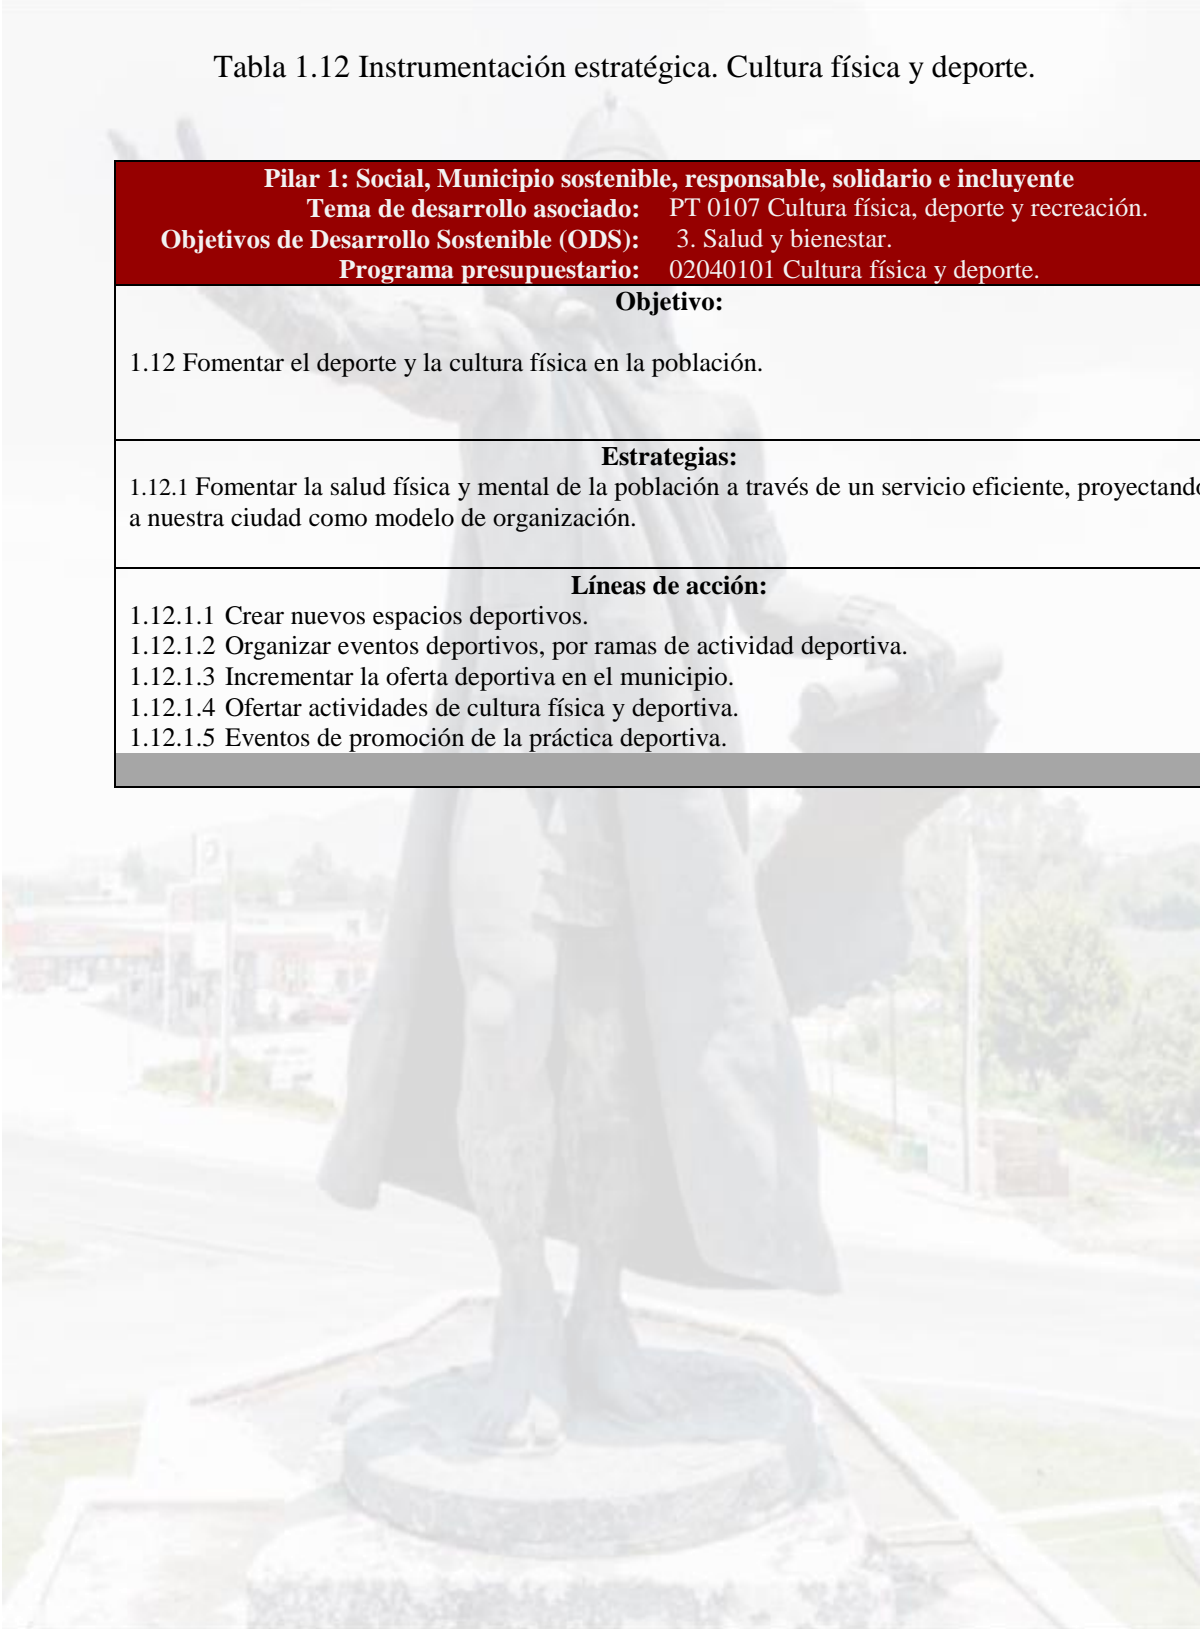 Tabla 1.12 Instrumentación estratégica. Cultura física y deporte.
Pilar 1: Social, Municipio sostenible, responsable, solidario e incluyente
Tema de desarrollo asociado: PT 0107 Cultura física, deporte y recreación.
Objetivos de Desarrollo Sostenible (ODS): 3. Salud y bienestar.
Programa presupuestario: 02040101 Cultura física y deporte.
Objetivo:
1.12 Fomentar el deporte y la cultura física en la población.
Estrategias:
1.12.1 Fomentar la salud física y mental de la población a través de un servicio eficiente, proyectando
a nuestra ciudad como modelo de organización.
Líneas de acción:
1.12.1.1 Crear nuevos espacios deportivos.
1.12.1.2 Organizar eventos deportivos, por ramas de actividad deportiva.
1.12.1.3 Incrementar la oferta deportiva en el municipio.
1.12.1.4 Ofertar actividades de cultura física y deportiva.
1.12.1.5 Eventos de promoción de la práctica deportiva.